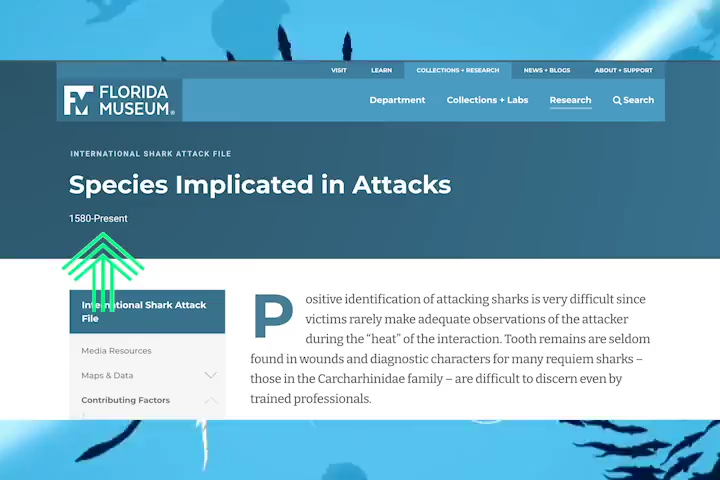 VISIT LEARN COLLECTIONS + RESEARCH NEWS + BLOGS ABOUT + SUPPORT
FLORIDA
MUSEUM®
Department Collections + Labs Research Search
INTERNATIONAL SHARK ATTACK FILE
Species Implicated in Attacks
1580-Present
International Shark Attack
File
Media Resources
Maps & Data
Contributing Factors
Positive identification of attacking sharks is very difficult since
victims rarely make adequate observations of the attacker
during the “heat” of the interaction. Tooth remains are seldom
found in wounds and diagnostic characters for many requiem sharks –
those in the Carcharhinidae family – are difficult to discern even by
trained professionals.